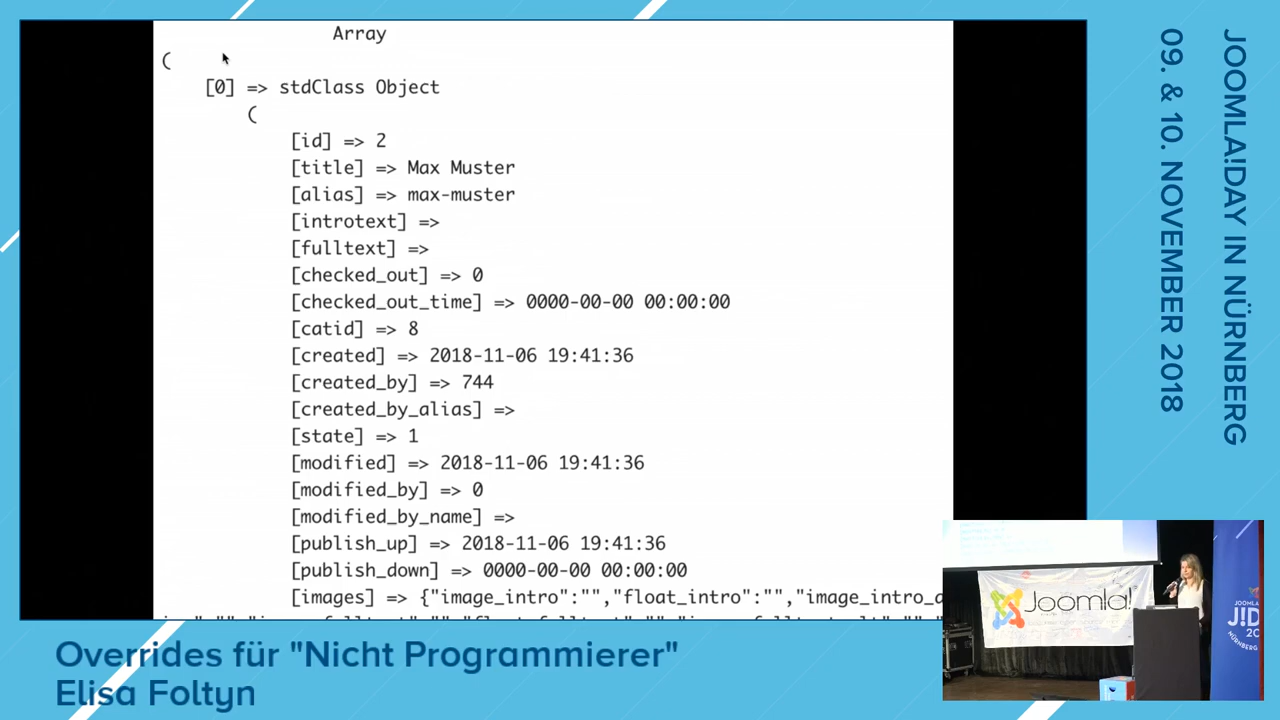 Array
(
[0] => stdClass Object
(
[id] => 2
[title] => Max Muster
[alias] => max-muster
[introtext] =>
[fulltext] =>
[checked_out] => 0
[checked_out_time] => 0000-00-00 00:00:00
[catid] => 8
[created] => 2018-11-06 19:41:36
[created_by] => 744
[created_by_alias] =>
[state] => 1
[modified] => 2018-11-06 19:41:36
[modified_by] => 0
[modified_by_name] =>
[publish_up] => 2018-11-06 19:41:36
[publish_down] => 0000-00-00 00:00:00
[images] => {"image_intro":"","float_intro":"","image_intro_a
JOOMLA!DAY IN NÜRNBERG
09. & 10. NOVEMBER 2018
Joomla!
Overrides für "Nicht Programmierer"
Elisa Foltyn